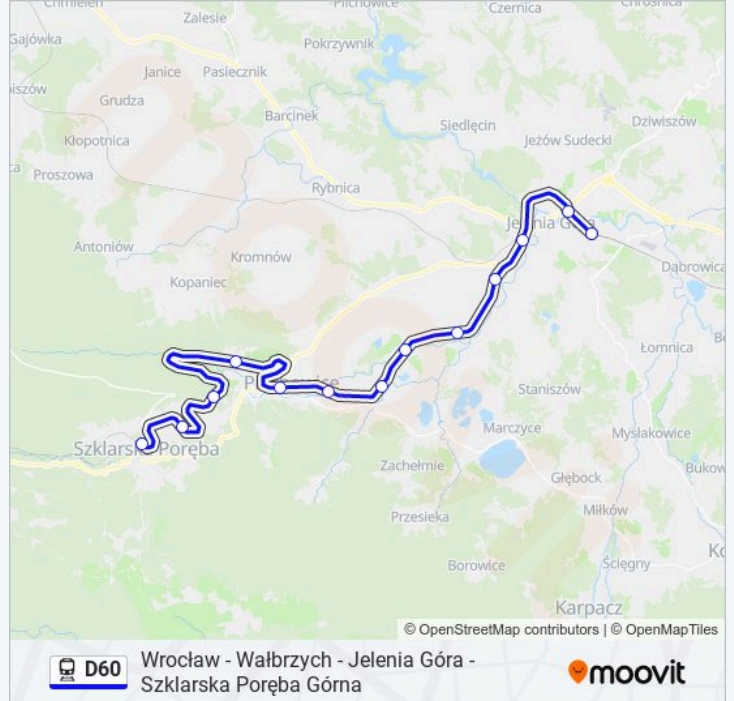 Chmielen
Zalesie
Pilchowice
Czernica
Chrośnica
Gajówka
Pokrzywnik
Janice
Pasiecznik
Grudza
Barcinek
Siedlęcin
Dziwiszów
Kłopotnica
Jeżów Sudecki
Proszowa
Rybnica
Antoniów
Jelenia Góra
Kromnów
Dąbrowica
Kopaniec
Łomnica
Staniszów
Szklarska Poręba
Marczyce
Mysłakowice
Zachełmie
Głębock
Bukow
Przesieka
Miłków
Borowice
Ściegny
Karpacz
© OpenStreetMap contributors | © OpenMapTiles
D60
Wrocław - Wałbrzych - Jelenia Góra -
Szklarska Poręba Górna
moovit